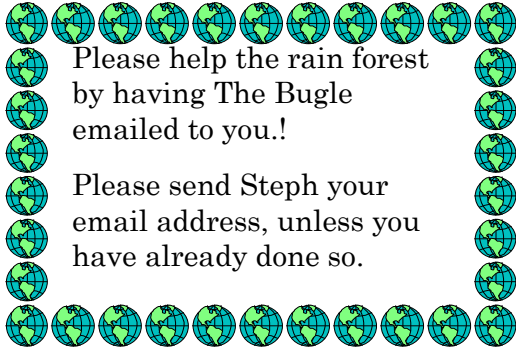 Please help the rain forest
by having The Bugle
emailed to you.!
Please send Steph your
email address, unless you
have already done so.